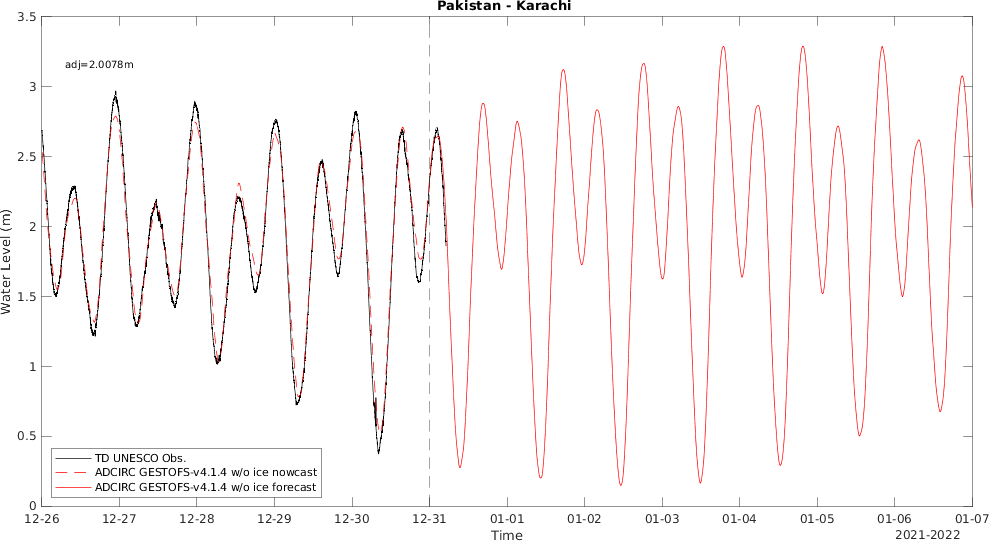 Pakistan - Karachi
3.5
adj=2.0078m
3
2.5
2
1.5
1
0.5
0
Water Level (m)
TD UNESCO Obs.
ADCIRC GESTOFS-v4.1.4 w/o ice nowcast
ADCIRC GESTOFS-v4.1.4 w/o ice forecast
12-26 12-27 12-28 12-29 12-30 12-31 01-01 01-02 01-03 01-04 01-05 01-06 01-07
Time
2021-2022